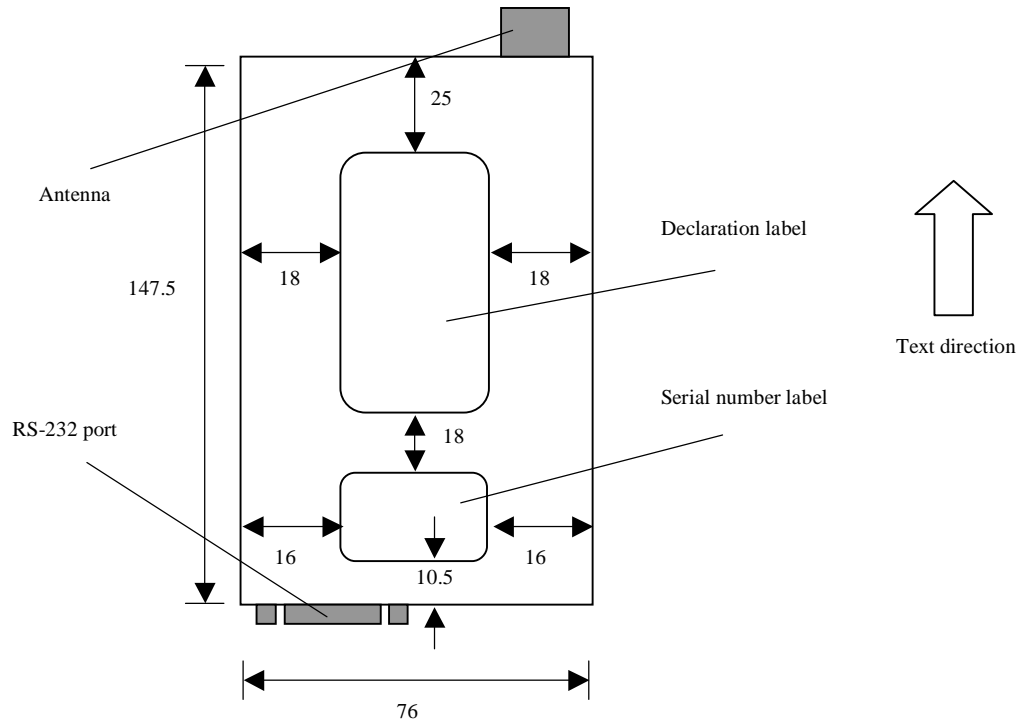 25
Antenna
Declaration label
18
18
147.5
Text direction
Serial number label
RS-232 port
18
16
16
10.5
76